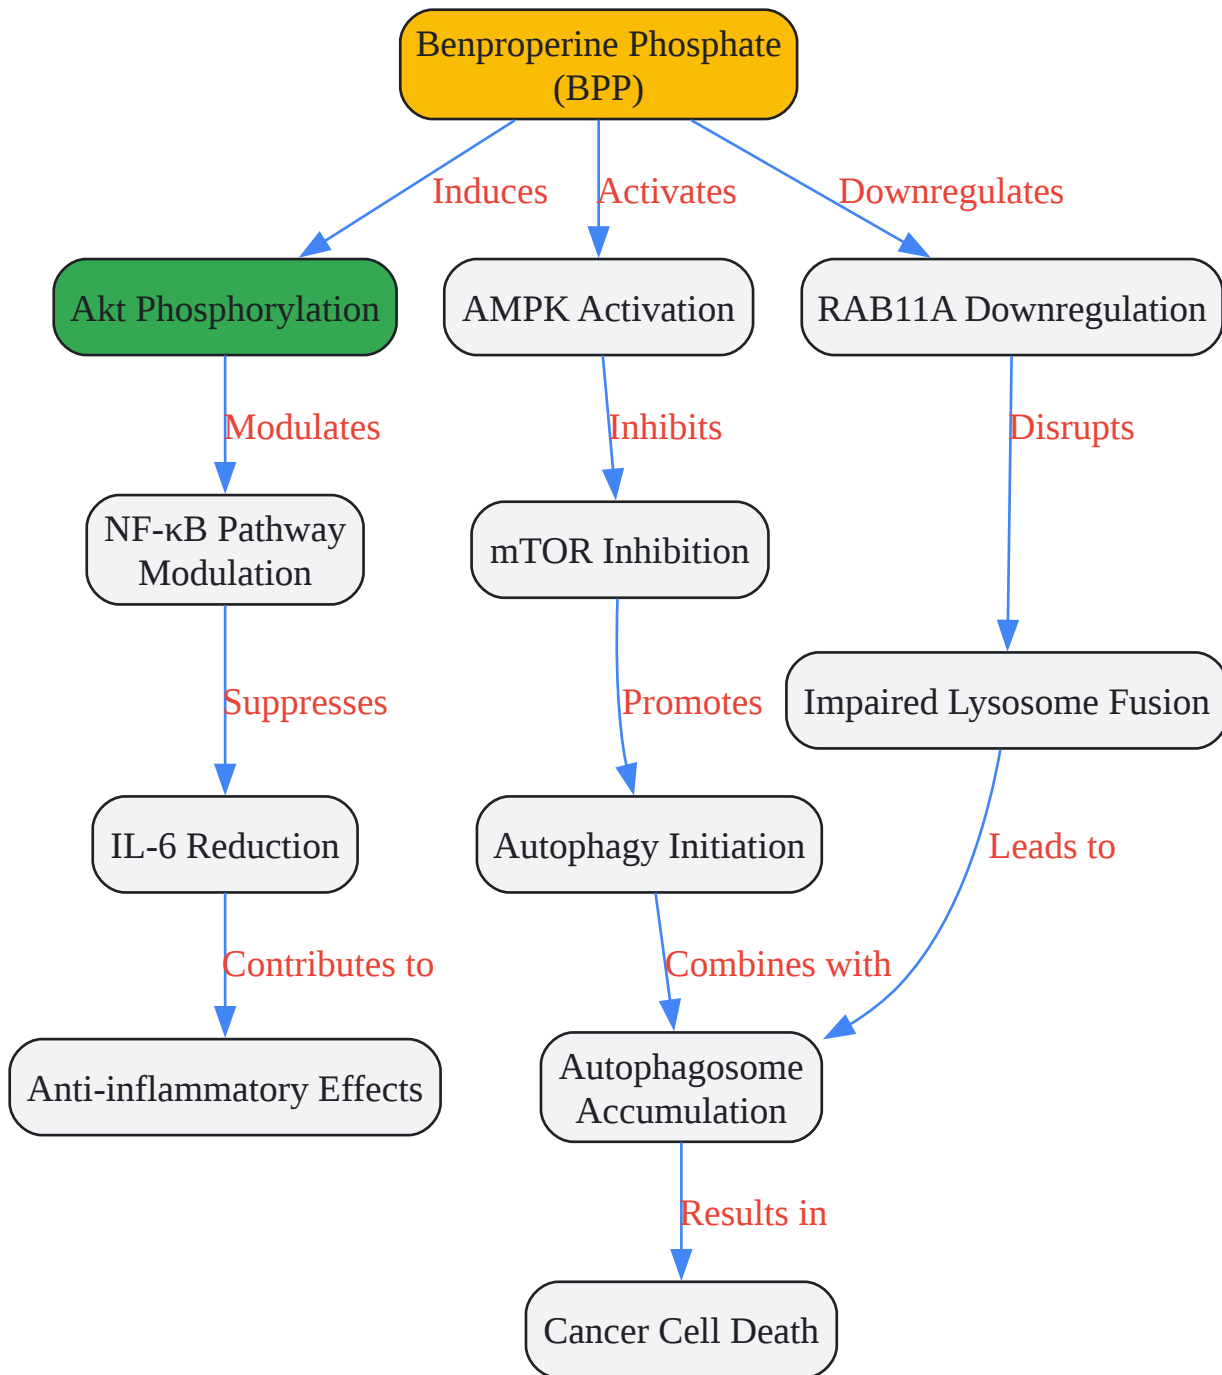 Benproperine Phosphate
(BPP)
Induces
Activates
Downregulates
Akt Phosphorylation
AMPK Activation
RAB11A Downregulation
Modulates
Inhibits
Disrupts
NF-κB Pathway
Modulation
mTOR Inhibition
Suppresses
Promotes
Impaired Lysosome Fusion
IL-6 Reduction
Autophagy Initiation
Leads to
Contributes to
Combines with
Anti-inflammatory Effects
Autophagosome
Accumulation
Results in
Cancer Cell Death